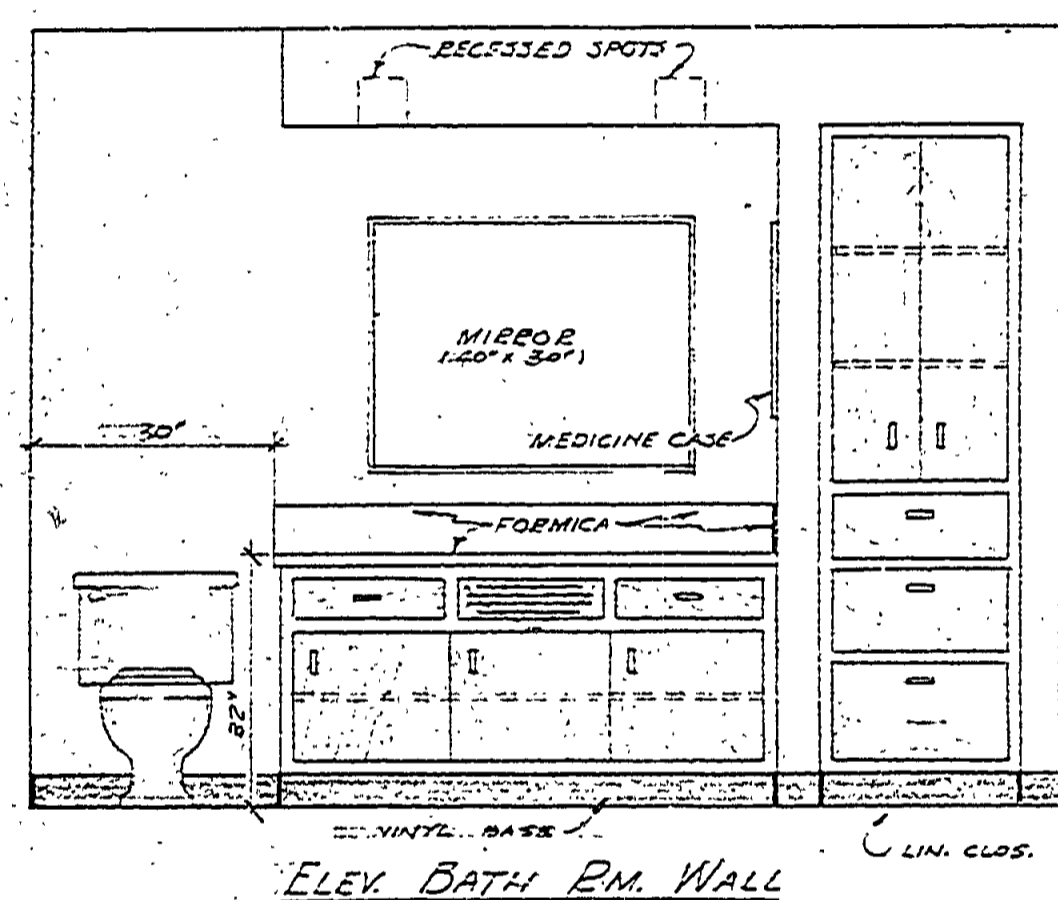 RECESSED SPOTS
MIRROR
(40" x 30")
30"
MEDICINE CASE
FORMICA
32"
VINYL BASE
LIN. CLOS.
ELEV. BATH RM. WALL